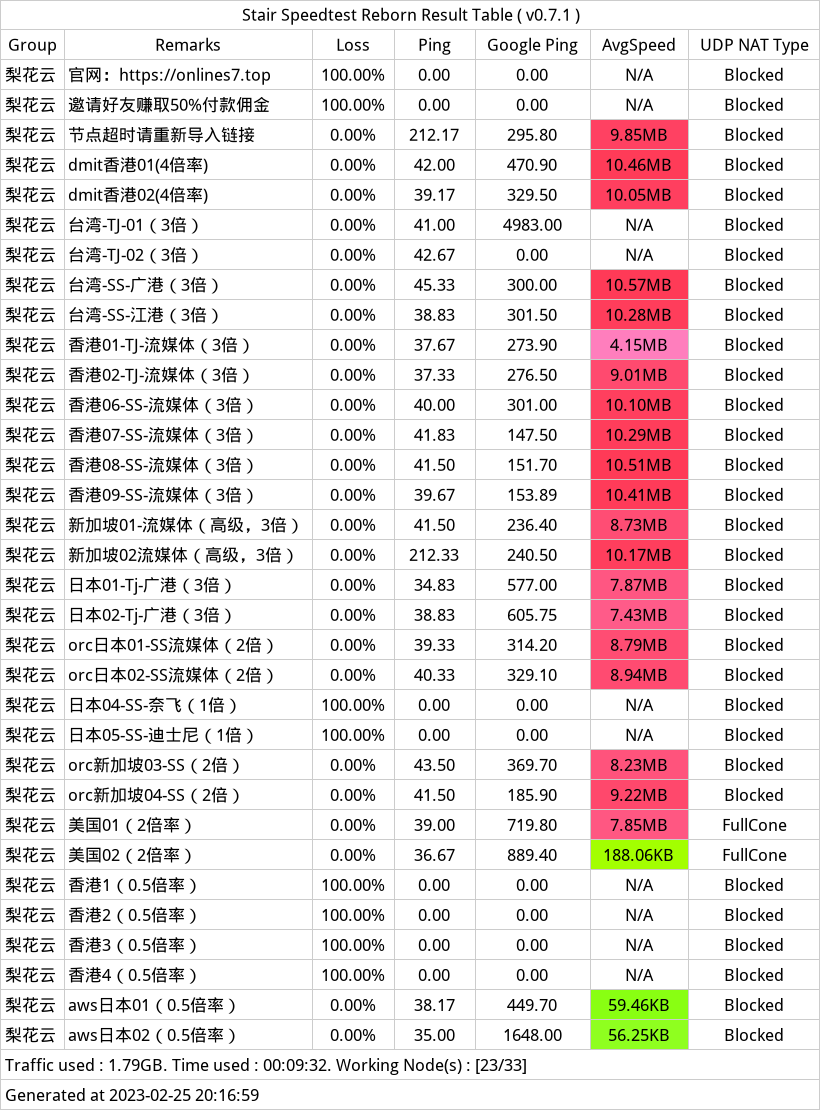 Stair Speedtest Reborn Result Table ( v0.7.1 )
Group Remarks Loss Ping Google Ping AvgSpeed UDP NAT Type
梨花云 官网：https://onlines7.top 100.00% 0.00 0.00 N/A Blocked
梨花云 邀请好友赚取50%付款佣金 100.00% 0.00 0.00 N/A Blocked
梨花云 节点超时请重新导入链接 0.00% 212.17 295.80 9.85MB Blocked
梨花云 dmit香港01(4倍率) 0.00% 42.00 470.90 10.46MB Blocked
梨花云 dmit香港02(4倍率) 0.00% 39.17 329.50 10.05MB Blocked
梨花云 台湾-TJ-01（3倍） 0.00% 41.00 4983.00 N/A Blocked
梨花云 台湾-TJ-02（3倍） 0.00% 42.67 0.00 N/A Blocked
梨花云 台湾-SS-广港（3倍） 0.00% 45.33 300.00 10.57MB Blocked
梨花云 台湾-SS-江港（3倍） 0.00% 38.83 301.50 10.28MB Blocked
梨花云 香港01-TJ-流媒体（3倍） 0.00% 37.67 273.90 4.15MB Blocked
梨花云 香港02-TJ-流媒体（3倍） 0.00% 37.33 276.50 9.01MB Blocked
梨花云 香港06-SS-流媒体（3倍） 0.00% 40.00 301.00 10.10MB Blocked
梨花云 香港07-SS-流媒体（3倍） 0.00% 41.83 147.50 10.29MB Blocked
梨花云 香港08-SS-流媒体（3倍） 0.00% 41.50 151.70 10.51MB Blocked
梨花云 香港09-SS-流媒体（3倍） 0.00% 39.67 153.89 10.41MB Blocked
梨花云 新加坡01-流媒体（高级，3倍） 0.00% 41.50 236.40 8.73MB Blocked
梨花云 新加坡02流媒体（高级，3倍） 0.00% 212.33 240.50 10.17MB Blocked
梨花云 日本01-Tj-广港（3倍） 0.00% 34.83 577.00 7.87MB Blocked
梨花云 日本02-Tj-广港（3倍） 0.00% 38.83 605.75 7.43MB Blocked
梨花云 orc日本01-SS流媒体（2倍） 0.00% 39.33 314.20 8.79MB Blocked
梨花云 orc日本02-SS流媒体（2倍） 0.00% 40.33 329.10 8.94MB Blocked
梨花云 日本04-SS-奈飞（1倍） 100.00% 0.00 0.00 N/A Blocked
梨花云 日本05-SS-迪士尼（1倍） 100.00% 0.00 0.00 N/A Blocked
梨花云 orc新加坡03-SS（2倍） 0.00% 43.50 369.70 8.23MB Blocked
梨花云 orc新加坡04-SS（2倍） 0.00% 41.50 185.90 9.22MB Blocked
梨花云 美国01（2倍率） 0.00% 39.00 719.80 7.85MB FullCone
梨花云 美国02（2倍率） 0.00% 36.67 889.40 188.06KB FullCone
梨花云 香港1（0.5倍率） 100.00% 0.00 0.00 N/A Blocked
梨花云 香港2（0.5倍率） 100.00% 0.00 0.00 N/A Blocked
梨花云 香港3（0.5倍率） 100.00% 0.00 0.00 N/A Blocked
梨花云 香港4（0.5倍率） 100.00% 0.00 0.00 N/A Blocked
梨花云 aws日本01（0.5倍率） 0.00% 38.17 449.70 59.46KB Blocked
梨花云 aws日本02（0.5倍率） 0.00% 35.00 1648.00 56.25KB Blocked
Traffic used : 1.79GB. Time used : 00:09:32. Working Node(s) : [23/33]
Generated at 2023-02-25 20:16:59